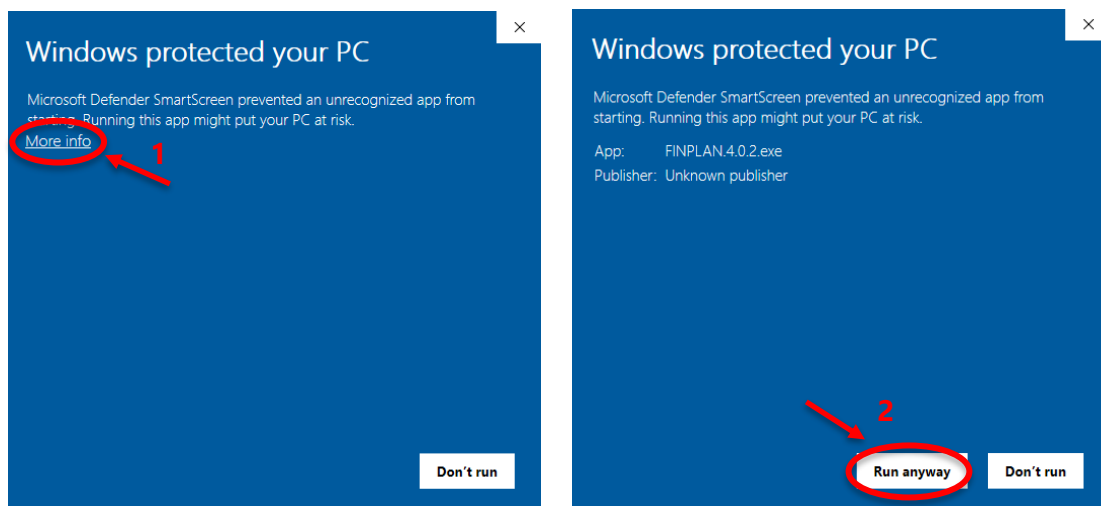 Windows protected your PC
Microsoft Defender SmartScreen prevented an unrecognized app from
starting. Running this app might put your PC at risk.
More info
1
Don't run
Windows protected your PC
Microsoft Defender SmartScreen prevented an unrecognized app from
starting. Running this app might put your PC at risk.
App: FINPLAN.4.0.2.exe
Publisher: Unknown publisher
2
Run anyway Don't run